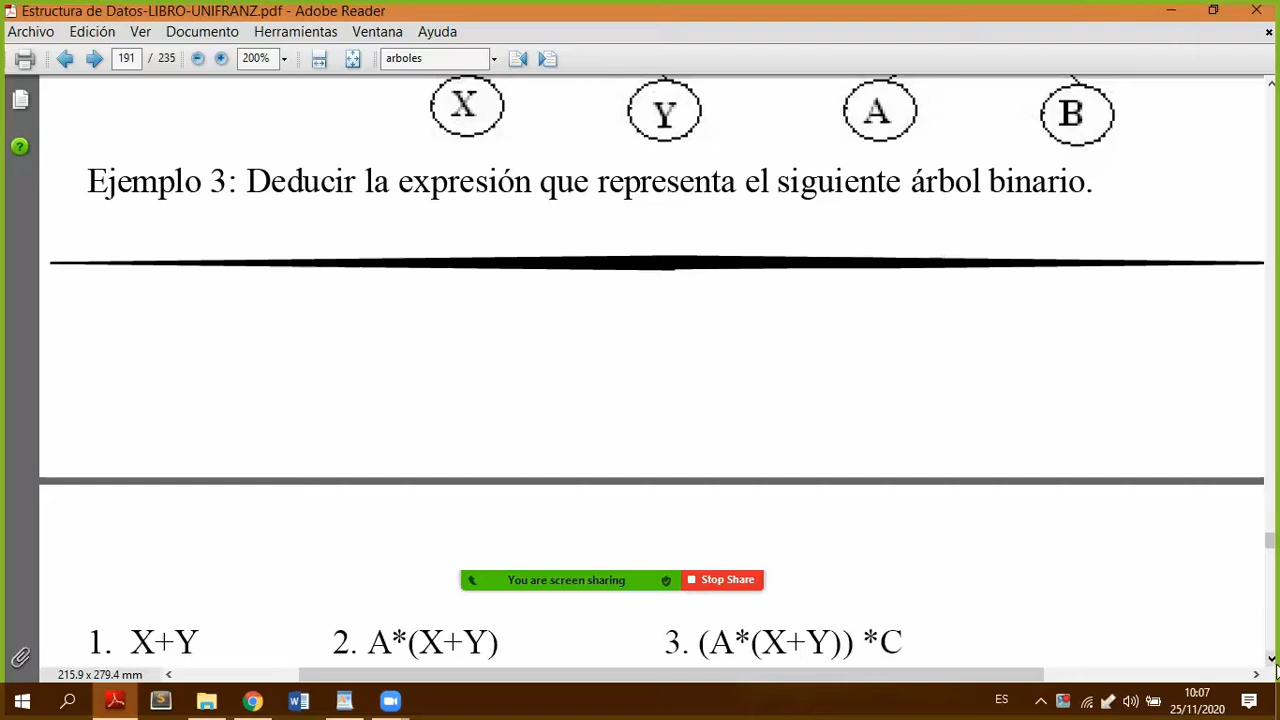 Estructura de Datos-LIBRO-UNIFRANZ.pdf - Adobe Reader
Archivo Edición Ver Documento Herramientas Ventana Ayuda
191 / 235 200% arboles
X Y A B
Ejemplo 3: Deducir la expresión que representa el siguiente árbol binario.
You are screen sharing Stop Share
1. X+Y 2. A*(X+Y) 3. (A*(X+Y)) *C
215.9 x 279.4 mm
ES 10:07
25/11/2020